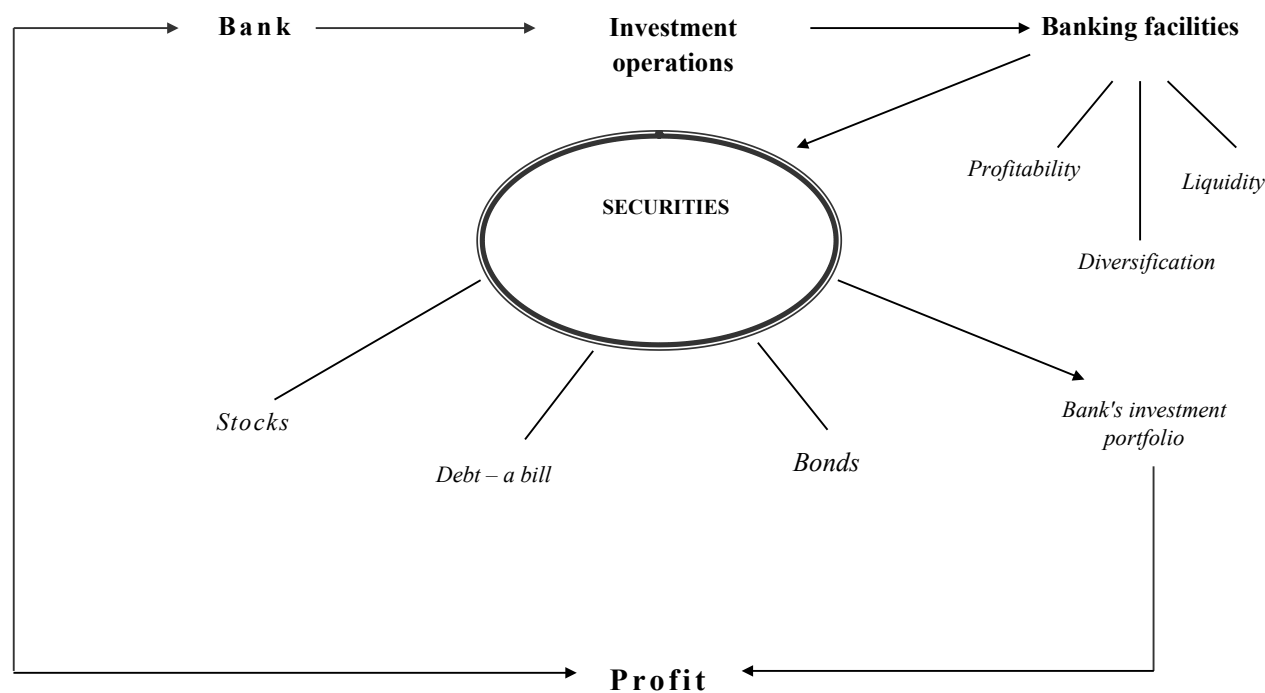 Bank
Investment
operations
Banking facilities
Profitability
Liquidity
Diversification
SECURITIES
Stocks
Debt – a bill
Bonds
Bank's investment
portfolio
Profit